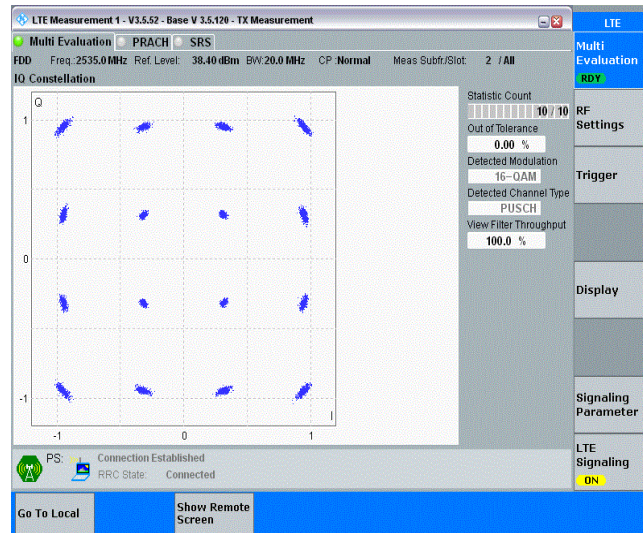 LTE Measurement 1 - V3.5.52 - Base V 3.5.120 - TX Measurement
LTE
Multi Evaluation PRACH SRS
Multi
Evaluation
RDY
FDD Freq.:2535.0 MHz Ref. Level: 38.40 dBm BW:20.0 MHz CP :Normal Meas Subfr./Slot: 2 / All
IQ Constellation
Q
1
0
-1
I
-1 0 1
Statistic Count
10 / 10
Out of Tolerance
0.00 %
Detected Modulation
16-QAM
Detected Channel Type
PUSCH
View Filter Throughput
100.0 %
RF
Settings
Trigger
Display
Signaling
Parameter
LTE
Signaling
ON
PS: Connection Established
RRC State: Connected
Go To Local
Show Remote
Screen